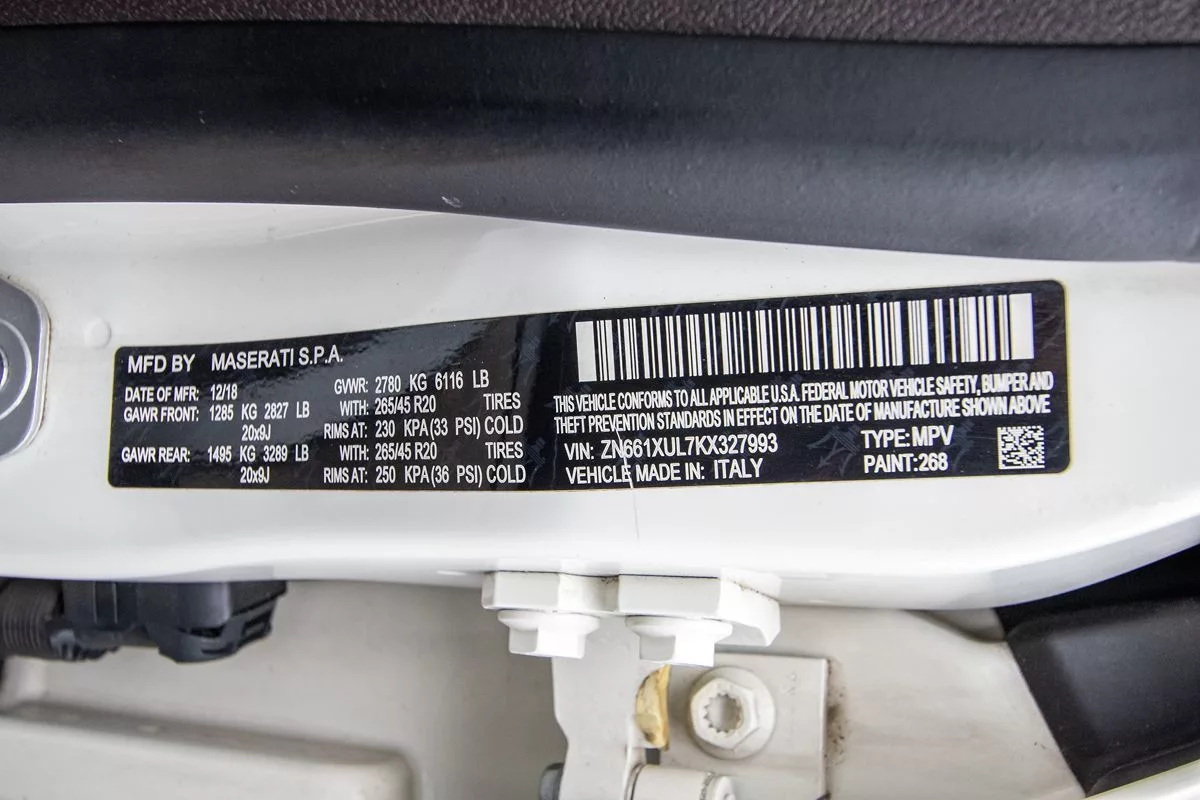 MFD BY MASERATI S.P.A.
DATE OF MFR: 12/18 GVWR: 2780 KG 6116 LB
GAWR FRONT: 1285 KG 2827 LB WITH: 265/45 R20 TIRES
20x9J RIMS AT: 230 KPA(33 PSI) COLD
GAWR REAR: 1495 KG 3289 LB WITH: 265/45 R20 TIRES
20x9J RIMS AT: 250 KPA(36 PSI) COLD
THIS VEHICLE CONFORMS TO ALL APPLICABLE U.S.A. FEDERAL MOTOR VEHICLE SAFETY, BUMPER AND
THEFT PREVENTION STANDARDS IN EFFECT ON THE DATE OF MANUFACTURE SHOWN ABOVE
VIN: ZN661XUL7KX327993 TYPE: MPV
VEHICLE MADE IN: ITALY PAINT: 268